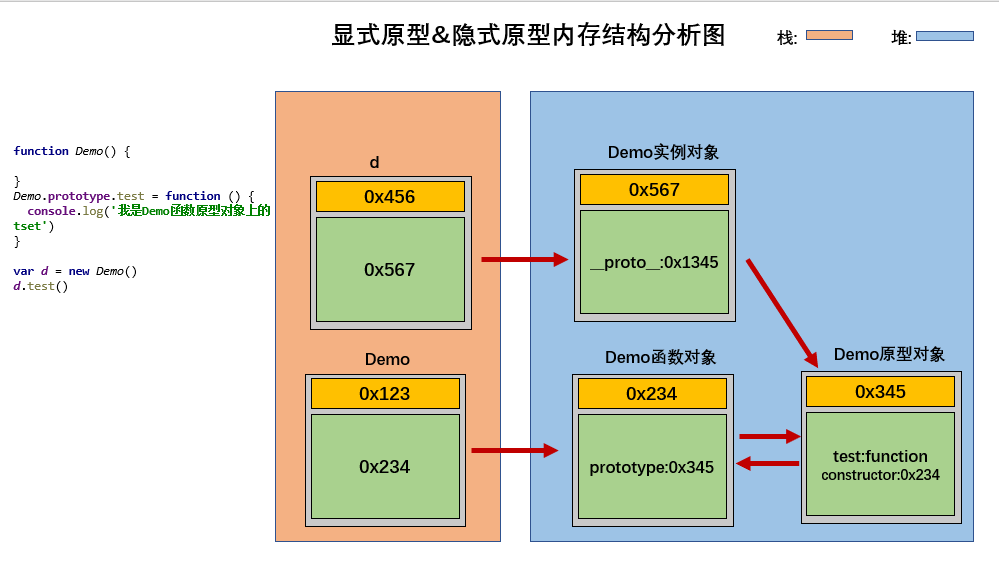 显式原型&隐式原型内存结构分析图
栈:
堆:
function Demo() {
}
Demo.prototype.test = function () {
console.log('我是Demo函数原型对象上的
tset')
}
var d = new Demo()
d.test()
d
0x456
0x567
Demo
0x123
0x234
Demo实例对象
0x567
__proto__:0x1345
Demo函数对象
0x234
prototype:0x345
Demo原型对象
0x345
test:function
constructor:0x234